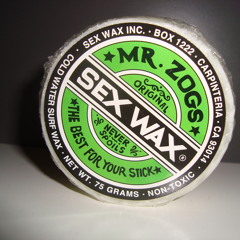 SEX WAX INC. • BOX 1222 • CARPINTERIA • CA 93014
MR. ZOGS
ORIGINAL
SEX WAX®
NEVER SPOILS
★ THE BEST FOR YOUR STICK ★
COLD WATER SURF WAX • NET WT. 75 GRAMS • NON-TOXIC •